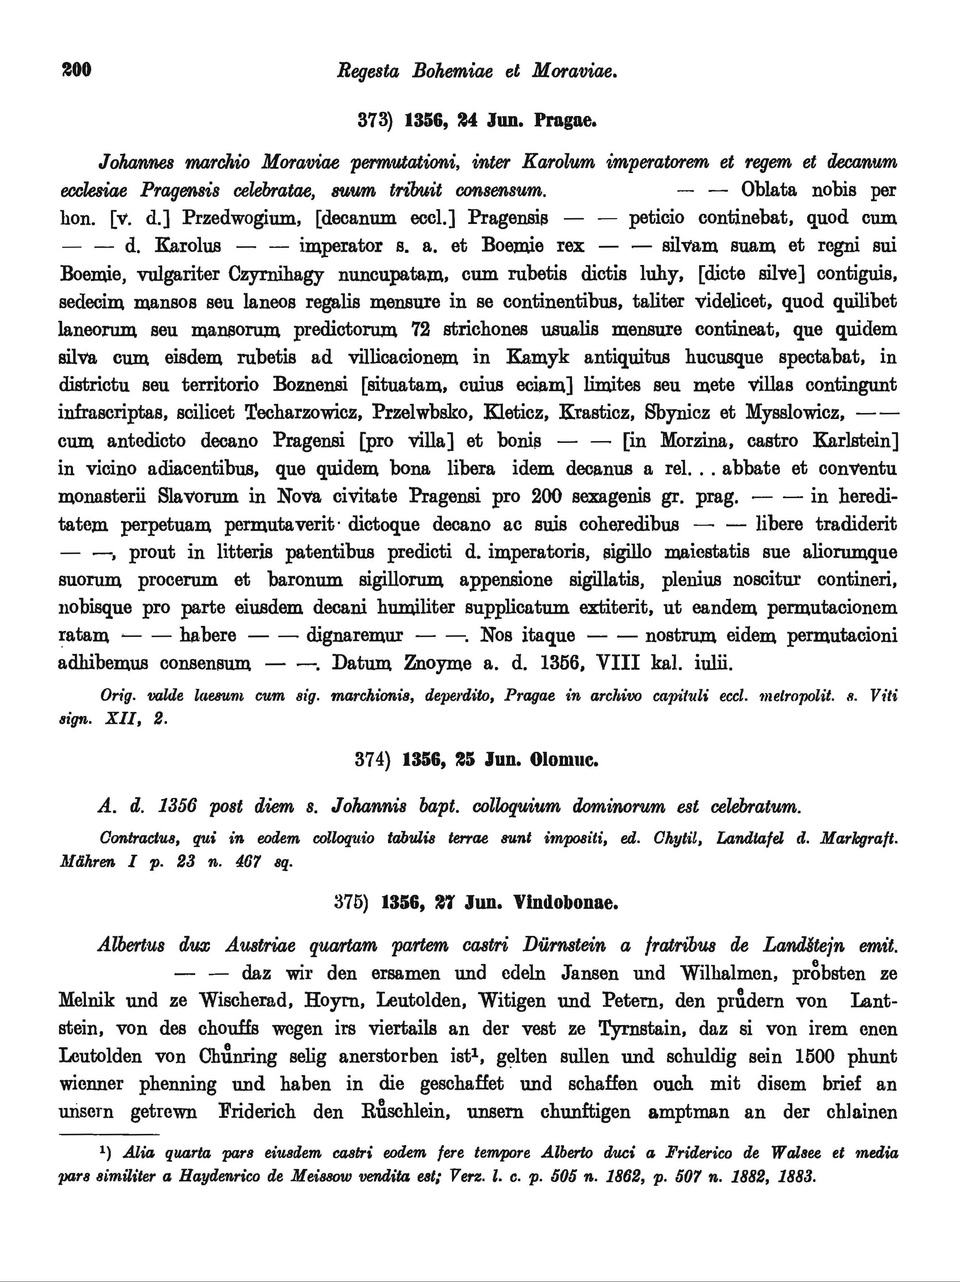 200 Regesta Bohemiae et Moraviae.
373) 1356, 24 Jun. Pragae.
Johannes marchio Moraviae permutationi, inter Karolum imperatorem et regem et decanum
ecclesiae Pragensis celebratae, suum tribuit consensum. — — Oblata nobis per
hon. [v. d.] Przedwogium, [decanum eccl.] Pragensis — — peticio continebat, quod cum
— — d. Karolus — — imperator s. a. et Boemie rex — — silvam suam et regni sui
Boemie, vulgariter Czyrnihagy nuncupatam, cum rubetis dictis luhy, [dicte silve] contiguis,
sedecim mansos seu laneos regalis mensure in se continentibus, taliter videlicet, quod quilibet
laneorum seu mansorum predictorum 72 strichones usualis mensure contineat, que quidem
silva cum eisdem rubetis ad villicacionem in Kamyk antiquitus hucusque spectabat, in
districtu seu territorio Boznensi [situatam, cuius eciam] limites seu mete villas contingunt
infrascriptas, scilicet Techarzowicz, Przelwbsko, Kleticz, Krasticz, Sbynicz et Mysslowicz, — —
cum antedicto decano Pragensi [pro villa] et bonis — — [in Morzina, castro Karlstein]
in vicino adiacentibus, que quidem bona libera idem decanus a rel. . . abbate et conventu
monasterii Slavorum in Nova civitate Pragensi pro 200 sexagenis gr. prag. — — in heredi-
tatem perpetuam permutaverit dictoque decano ac suis coheredibus — — libere tradiderit
— —, prout in litteris patentibus predicti d. imperatoris, sigillo maiestatis sue aliorumque
suorum procerum et baronum sigillorum appensione sigillatis, plenius noscitur contineri,
nobisque pro parte eiusdem decani humiliter supplicatum extiterit, ut eandem permutacionem
ratam — — habere — — dignaremur — —. Nos itaque — — nostrum eidem permutacioni
adhibemus consensum — —. Datum Znoyme a. d. 1356, VIII kal. iulii.
Orig. valde laesum cum sig. marchionis, deperdito, Pragae in archivo capituli eccl. metropolit. s. Viti
sign. XII, 2.
374) 1356, 25 Jun. Olomuc.
A. d. 1356 post diem s. Johannis bapt. colloquium dominorum est celebratum.
Contractus, qui in eodem colloquio tabulis terrae sunt impositi, ed. Chytil, Landtafel d. Markgraft.
Mähren I p. 23 n. 467 sq.
375) 1356, 27 Jun. Vindobonae.
Albertus dux Austriae quartam partem castri Dürnstein a fratribus de Landštejn emit.
— — daz wir den ersamen und edeln Jansen und Wilhalmen, proͤbsten ze
Melnik und ze Wischerad, Hoym, Leutolden, Witigen und Petern, den pruͤdern von Lant-
stein, von des chouffs wegen irs viertails an der vest ze Tyrnstain, daz si von irem enen
Leutolden von Chuͤnring selig anerstorben ist¹, gelten sullen und schuldig sein 1500 phunt
wienner phenning und haben in die geschaffet und schaffen ouch mit disem brief an
unsern getrewn Friderich den Ruͤschlein, unsern chunftigen amptman an der chlainen
¹) Alia quarta pars eiusdem castri eodem fere tempore Alberto duci a Friderico de Walsee et media
pars similiter a Haydenrico de Meissow vendita est; Verz. l. c. p. 505 n. 1862, p. 507 n. 1882, 1883.